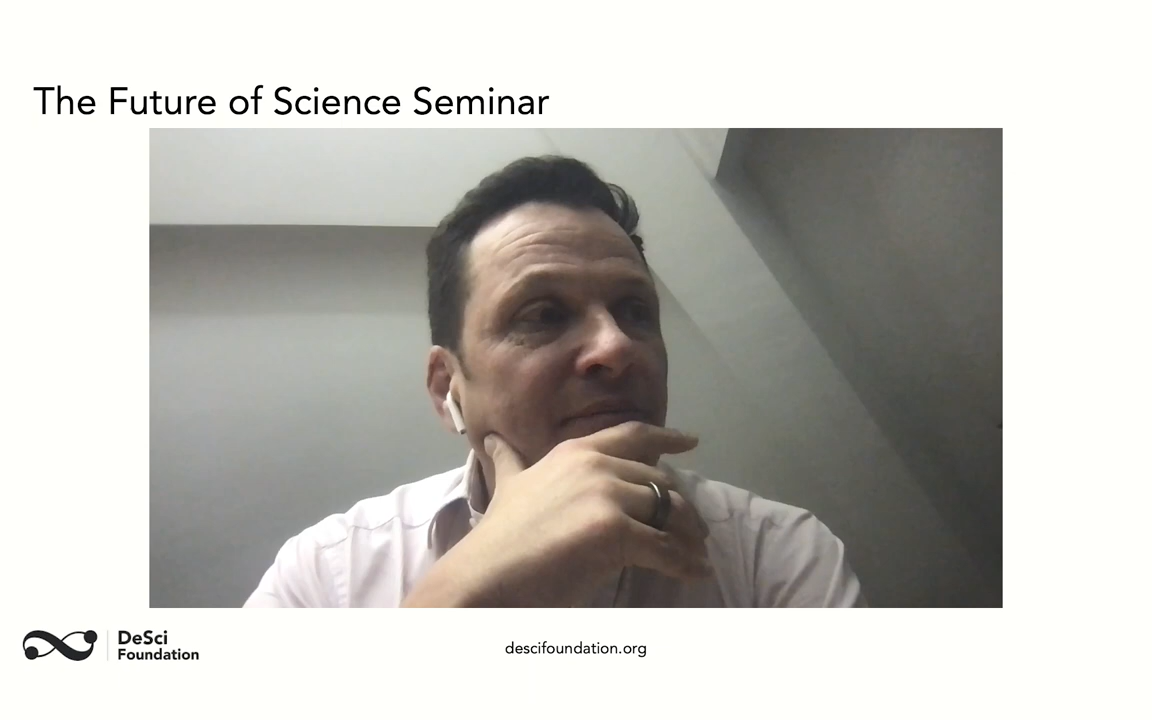 The Future of Science Seminar
DeSci
Foundation
descifoundation.org